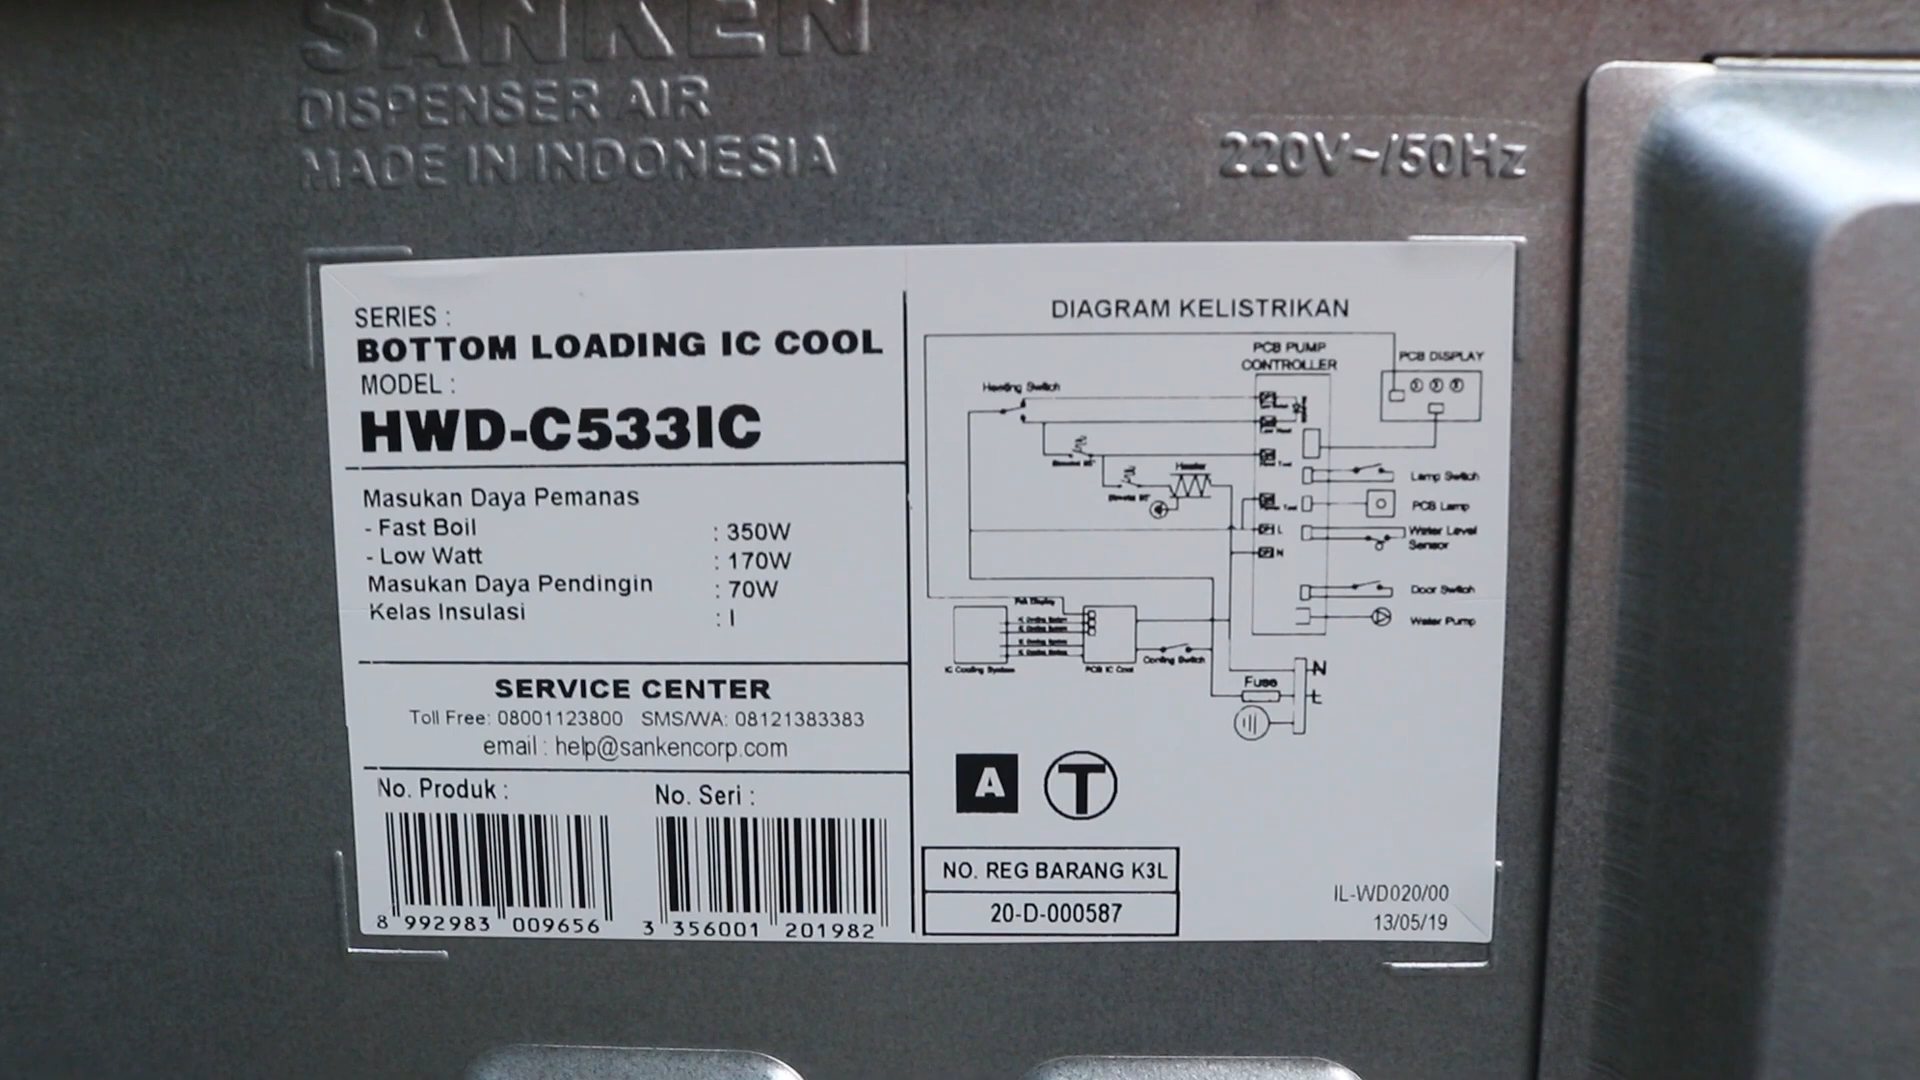 SANKEN
DISPENSER AIR
MADE IN INDONESIA
220V~/50Hz
SERIES :
BOTTOM LOADING IC COOL
MODEL :
HWD-C533IC
Masukan Daya Pemanas
- Fast Boil : 350W
- Low Watt : 170W
Masukan Daya Pendingin : 70W
Kelas Insulasi : I
SERVICE CENTER
Toll Free: 08001123800 SMS/WA: 08121383383
email : help@sankencorp.com
No. Produk :
8 992983 009656
No. Seri :
3 356001 201982
DIAGRAM KELISTRIKAN
PCB PUMP
CONTROLLER
PCB DISPLAY
Heating Switch
Heater
L
N
Lamp Switch
PCB Lamp
Water Level
Sensor
Door Switch
Water Pump
IC Cooling System
PCB IC Cool
Cooling Switch
Fuse
N
L
A
T
NO. REG BARANG K3L
20-D-000587
IL-WD020/00
13/05/19